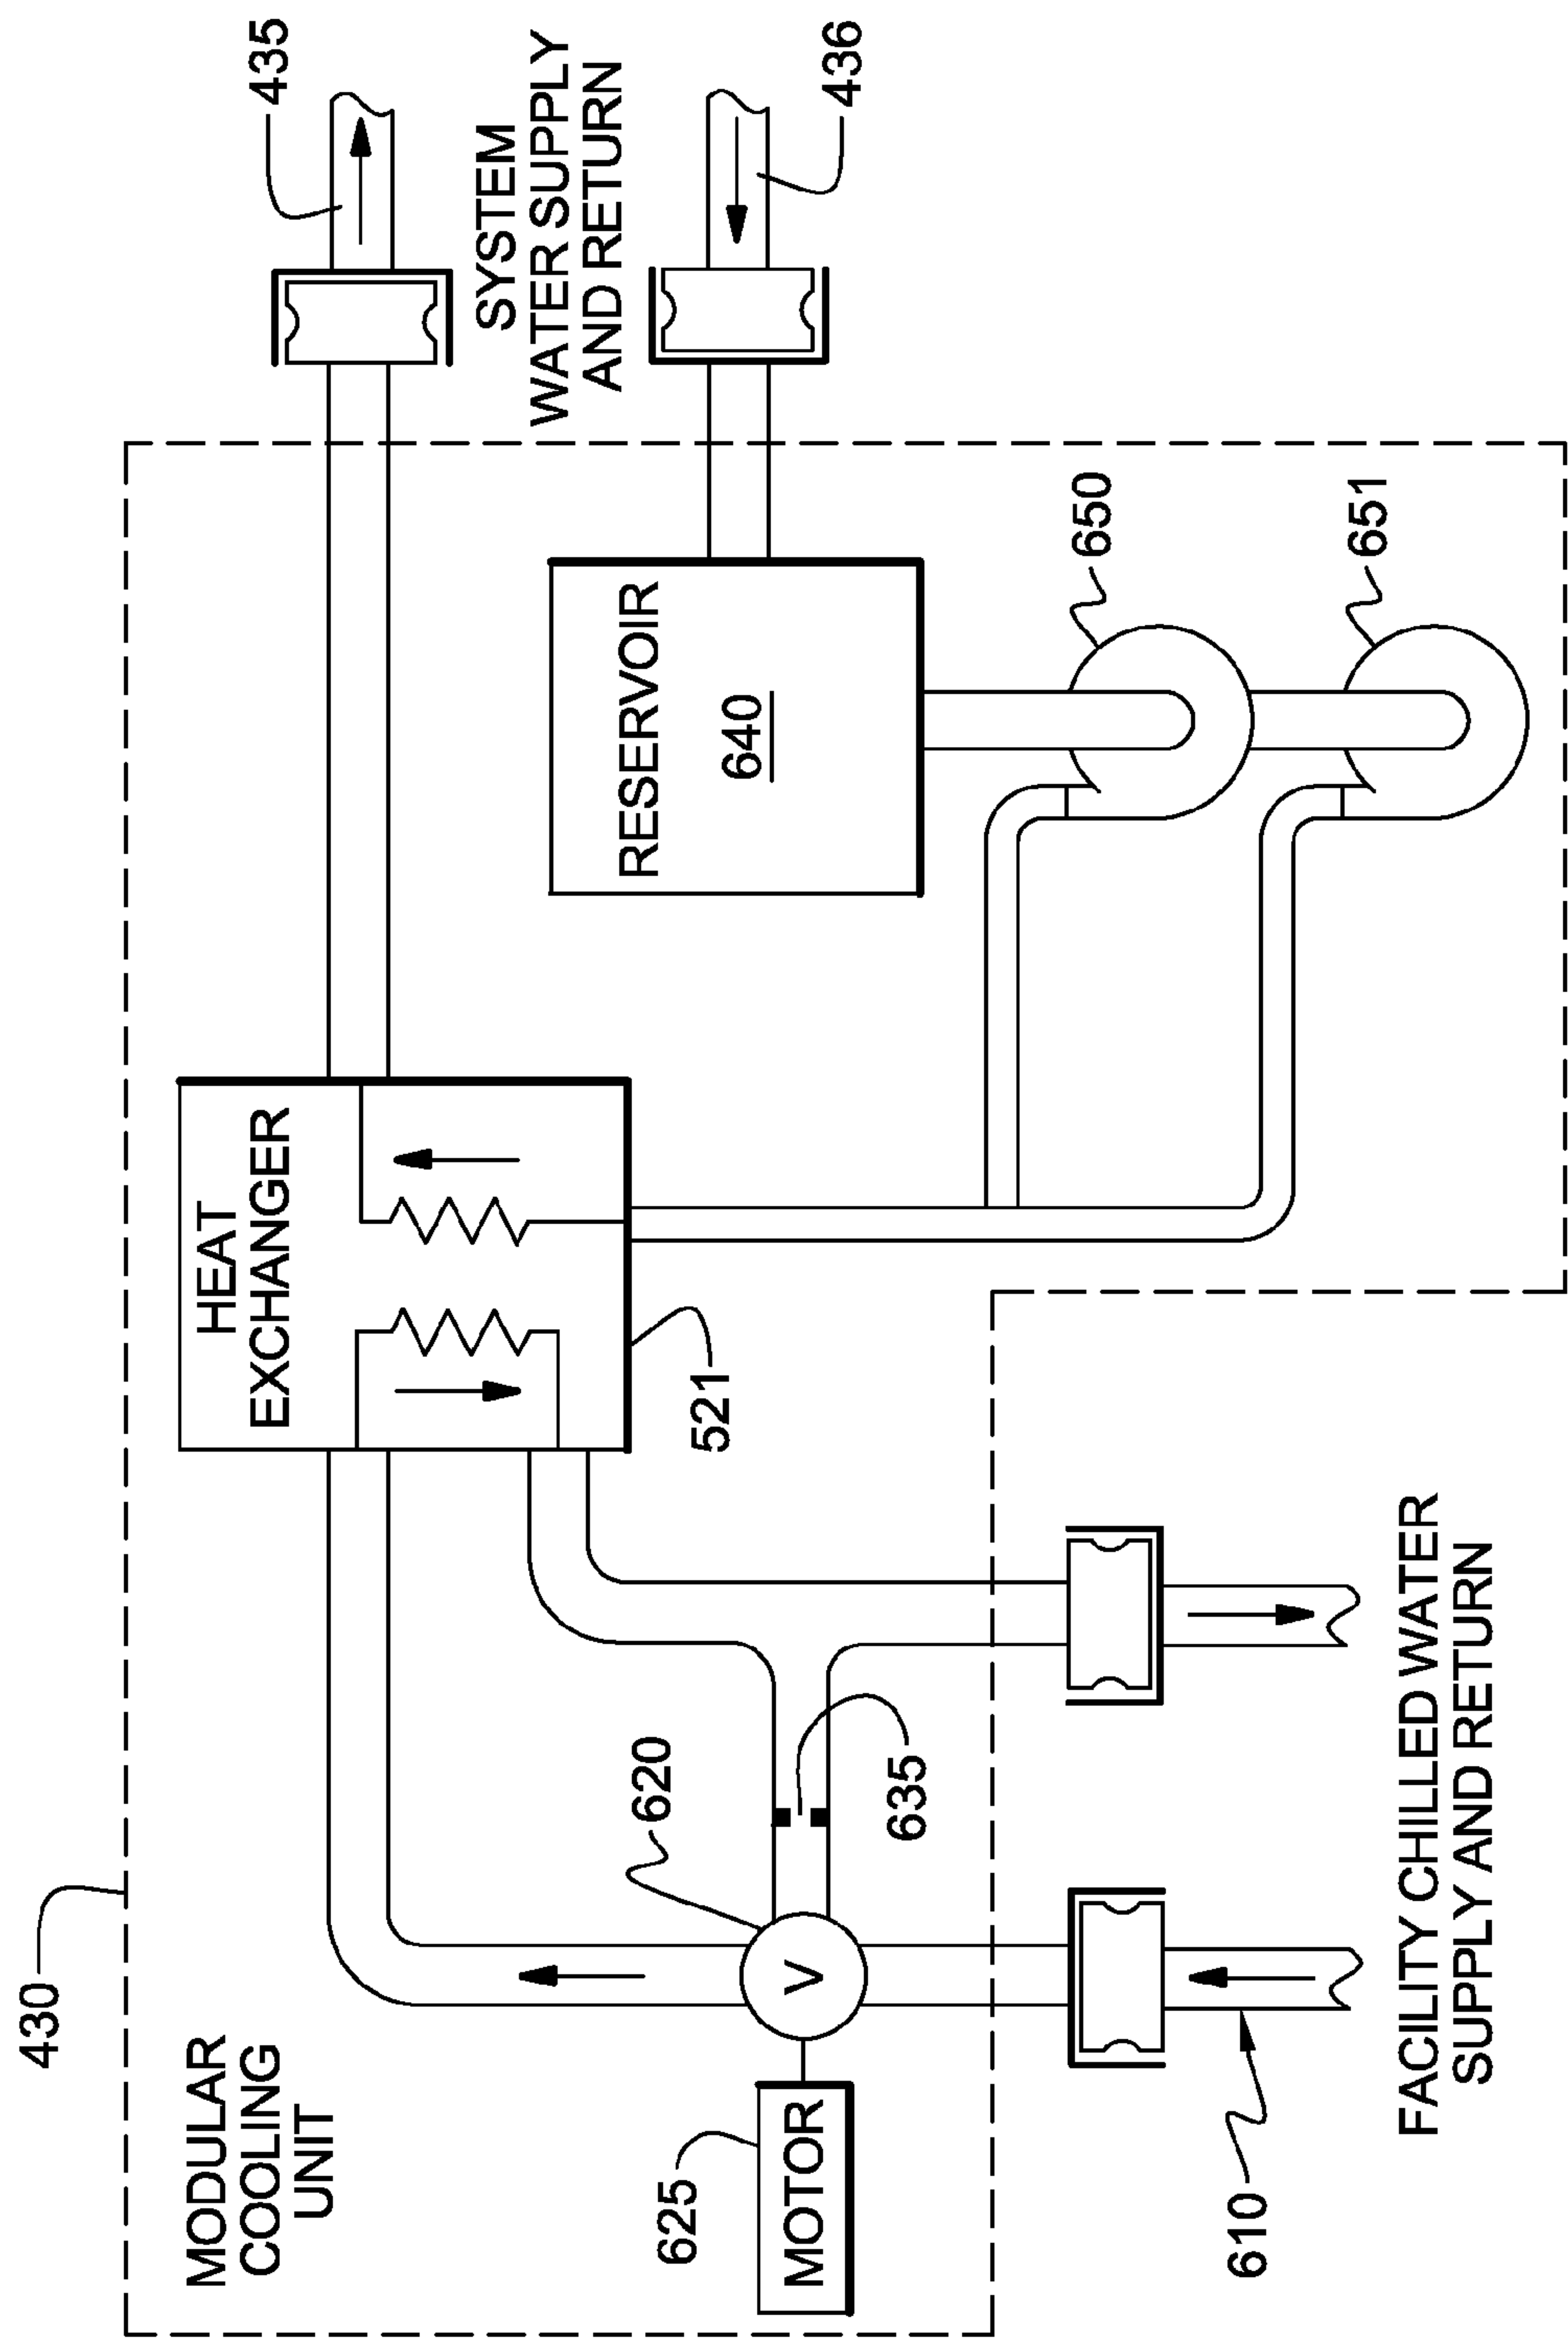 430
MODULAR
COOLING
UNIT
HEAT
EXCHANGER
435
SYSTEM
WATER SUPPLY
AND RETURN
436
RESERVOIR
640
650
651
521
620
635
V
625
MOTOR
610
FACILITY CHILLED WATER
SUPPLY AND RETURN